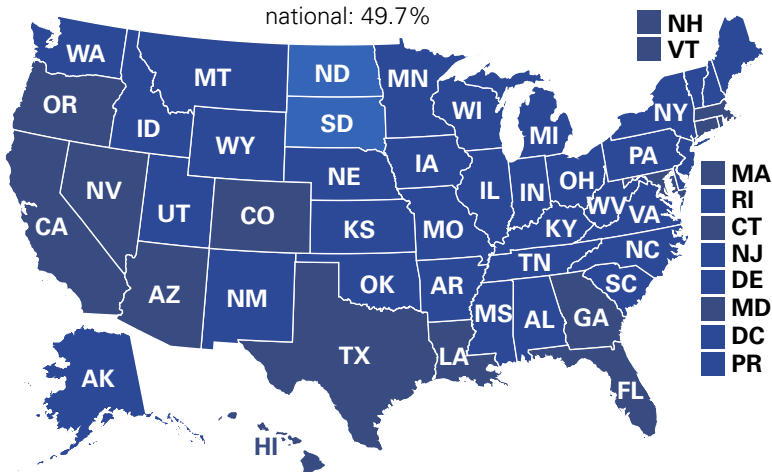 national: 49.7%
NH
VT
WA
MT
ND
MN
OR
ID
SD
WI
NY
WY
MI
IA
PA
NE
MA
NV
UT
CO
IL
IN
OH
RI
CA
KS
MO
KY
WV
VA
CT
NJ
NC
TN
DE
AZ
NM
OK
AR
SC
MS
AL
GA
MD
TX
LA
DC
AK
FL
PR
HI